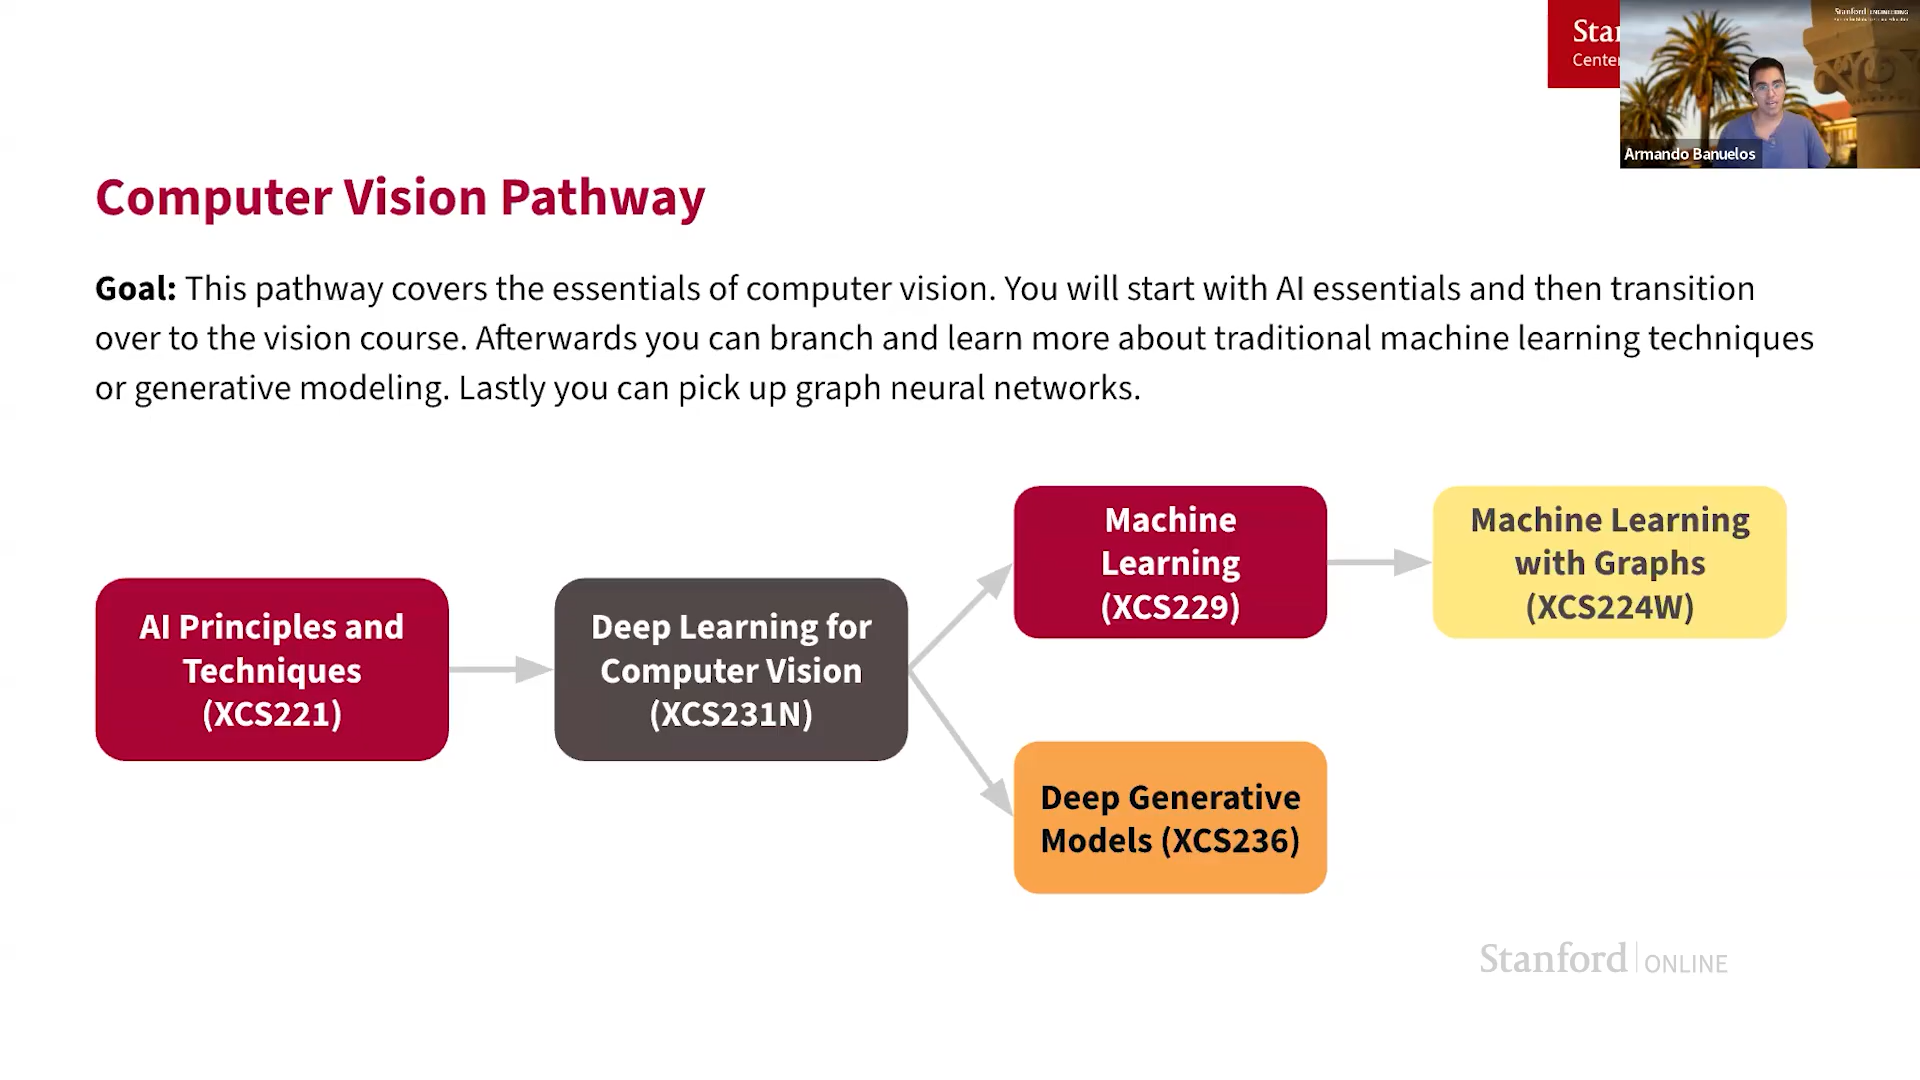 Star
Center
Stanford | ENGINEERING
Armando Banuelos
Computer Vision Pathway
Goal: This pathway covers the essentials of computer vision. You will start with AI essentials and then transition
over to the vision course. Afterwards you can branch and learn more about traditional machine learning techniques
or generative modeling. Lastly you can pick up graph neural networks.
AI Principles and
Techniques
(XCS221)
Deep Learning for
Computer Vision
(XCS231N)
Machine
Learning
(XCS229)
Machine Learning
with Graphs
(XCS224W)
Deep Generative
Models (XCS236)
Stanford | ONLINE